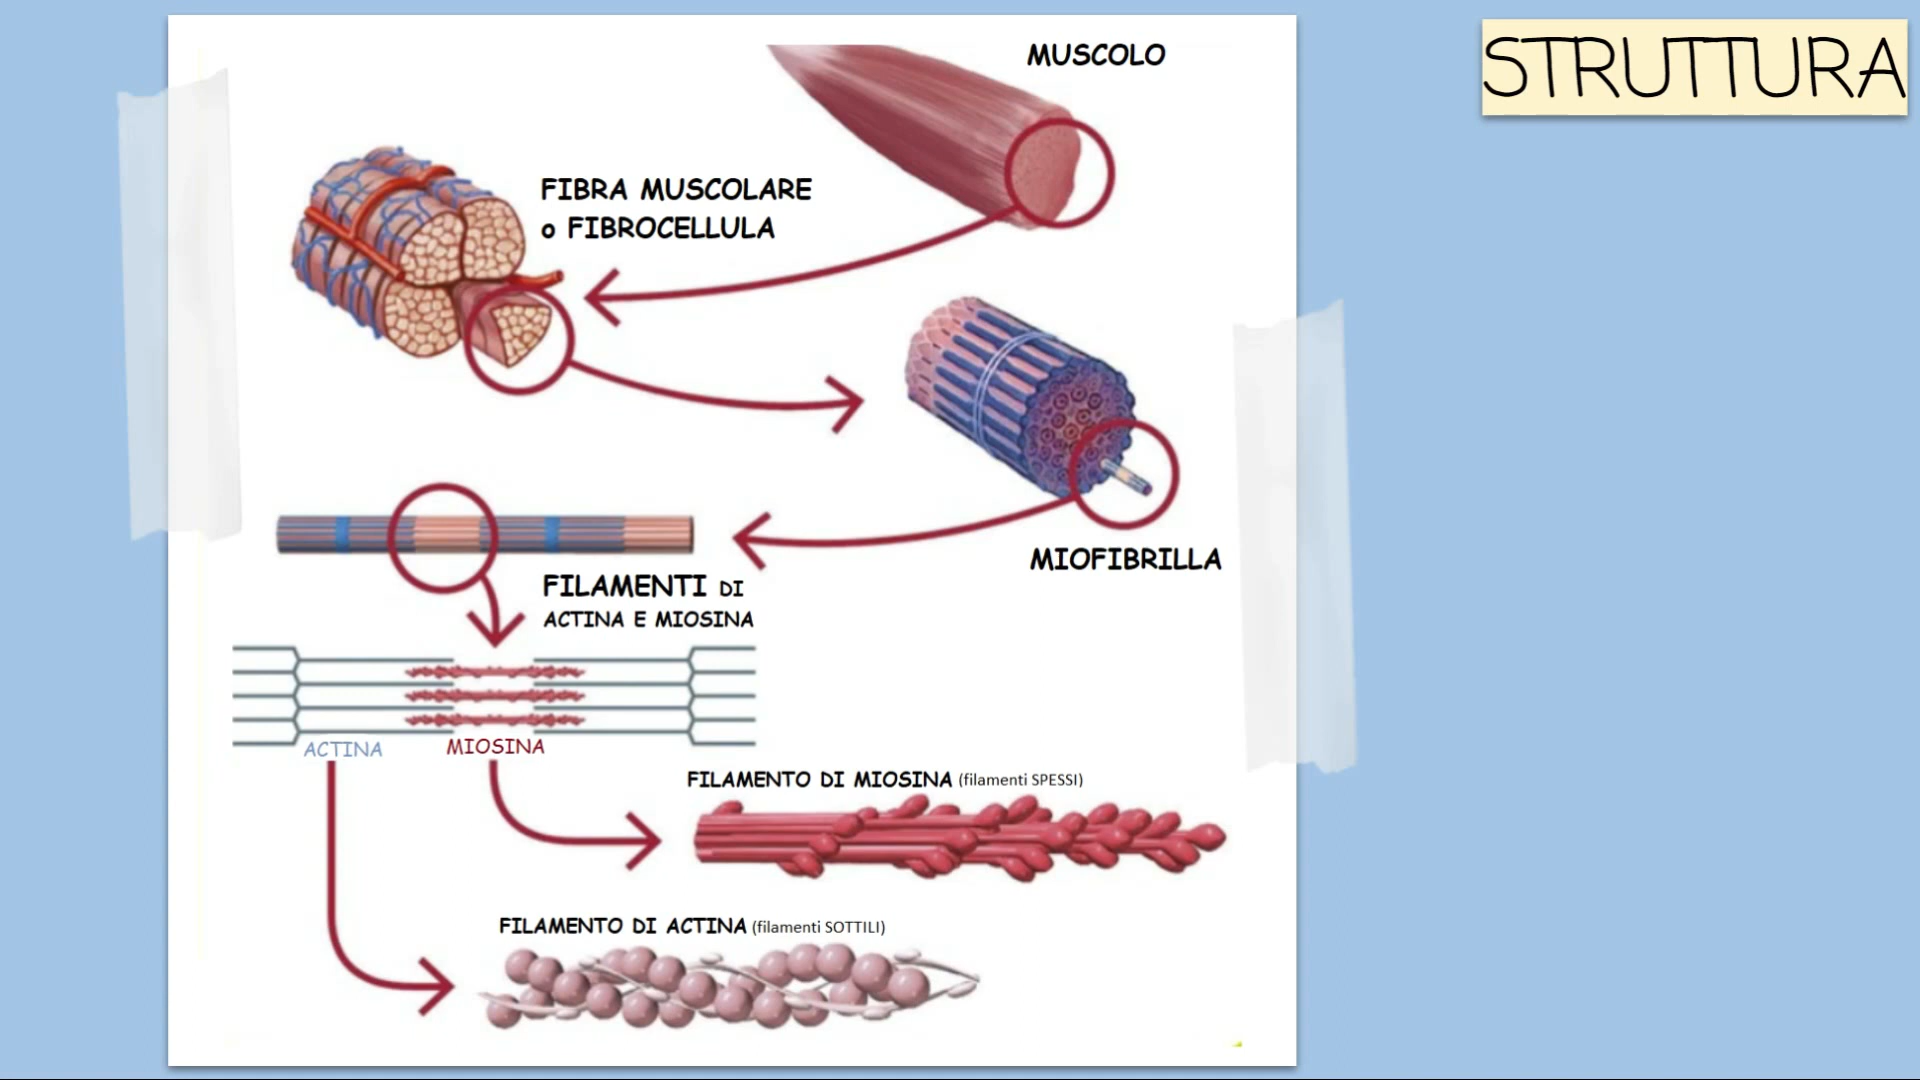 STRUTTURA
MUSCOLO
FIBRA MUSCOLARE
o FIBROCELLULA
MIOFIBRILLA
FILAMENTI DI
ACTINA E MIOSINA
ACTINA
MIOSINA
FILAMENTO DI MIOSINA (filamenti SPESSI)
FILAMENTO DI ACTINA (filamenti SOTTILI)